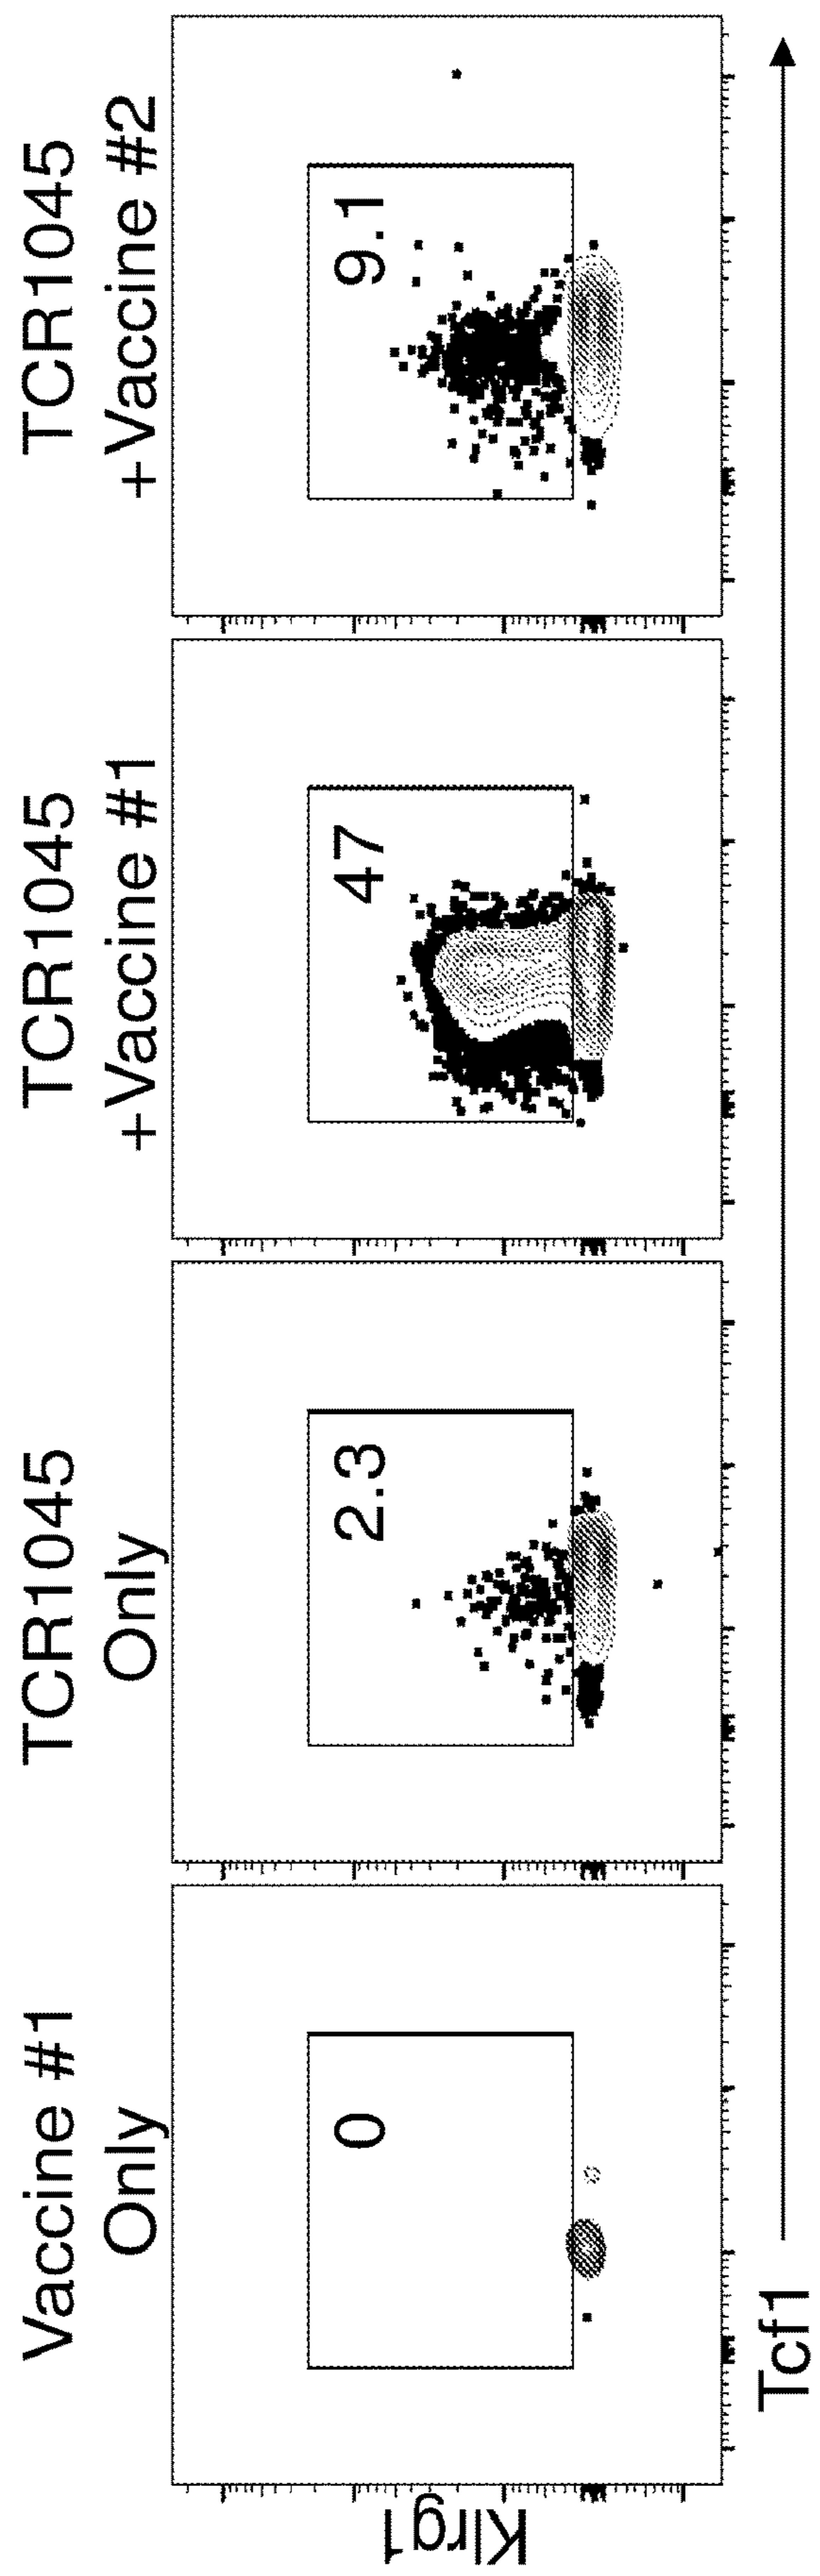 Vaccine #1
Only
TCR1045
Only
TCR1045
+Vaccine #1
TCR1045
+Vaccine #2
0
2.3
47
9.1
Klrg1
Tcf1